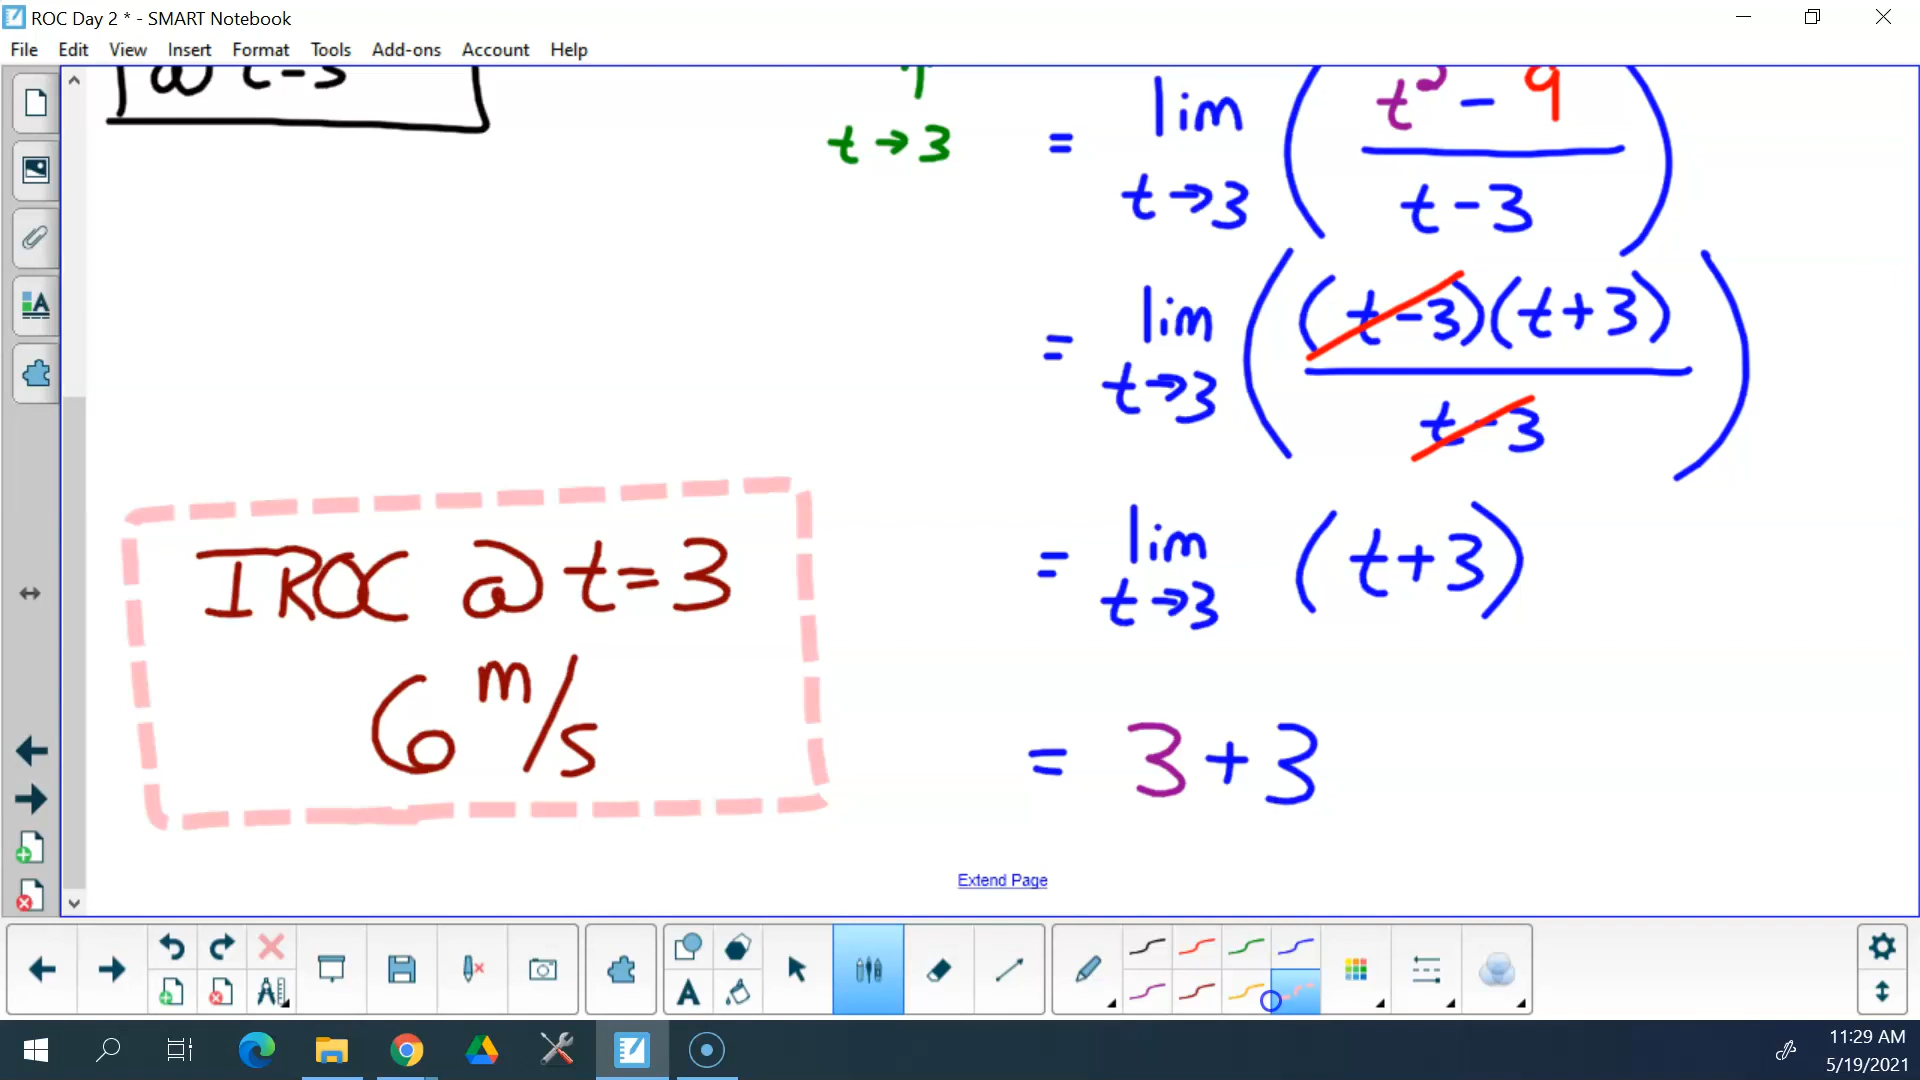 ROC Day 2 * - SMART Notebook
File Edit View Insert Format Tools Add-ons Account Help
@ t=3
t→3
= lim t→3 ( t² - 9 / t-3 )
= lim t→3 ( (t-3)(t+3) / t-3 )
= lim t→3 (t+3)
= 3+3
IROC @ t=3
6 m/s
Extend Page
A
11:29 AM
5/19/2021